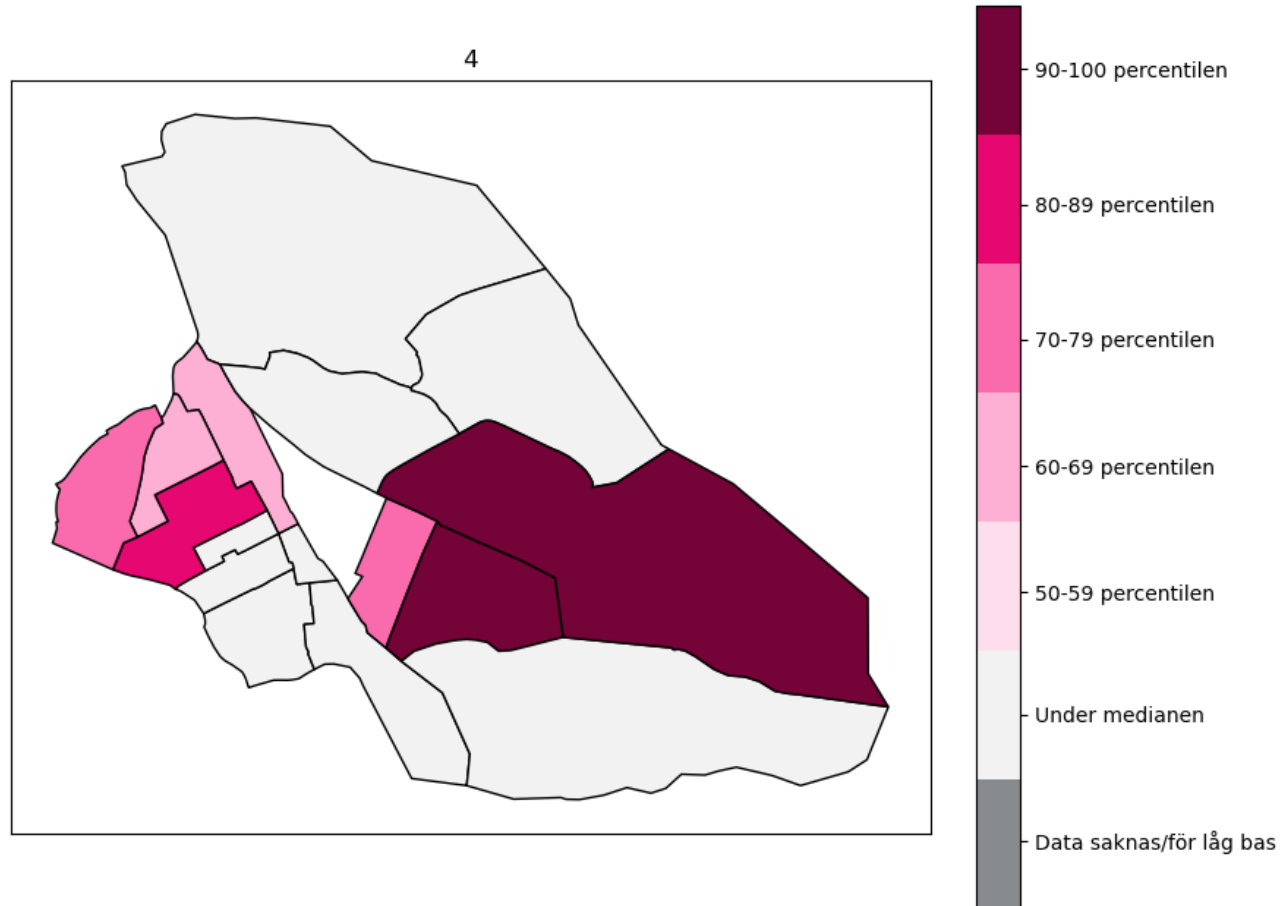 4
90-100 percentilen
80-89 percentilen
70-79 percentilen
60-69 percentilen
50-59 percentilen
Under medianen
Data saknas/för låg bas